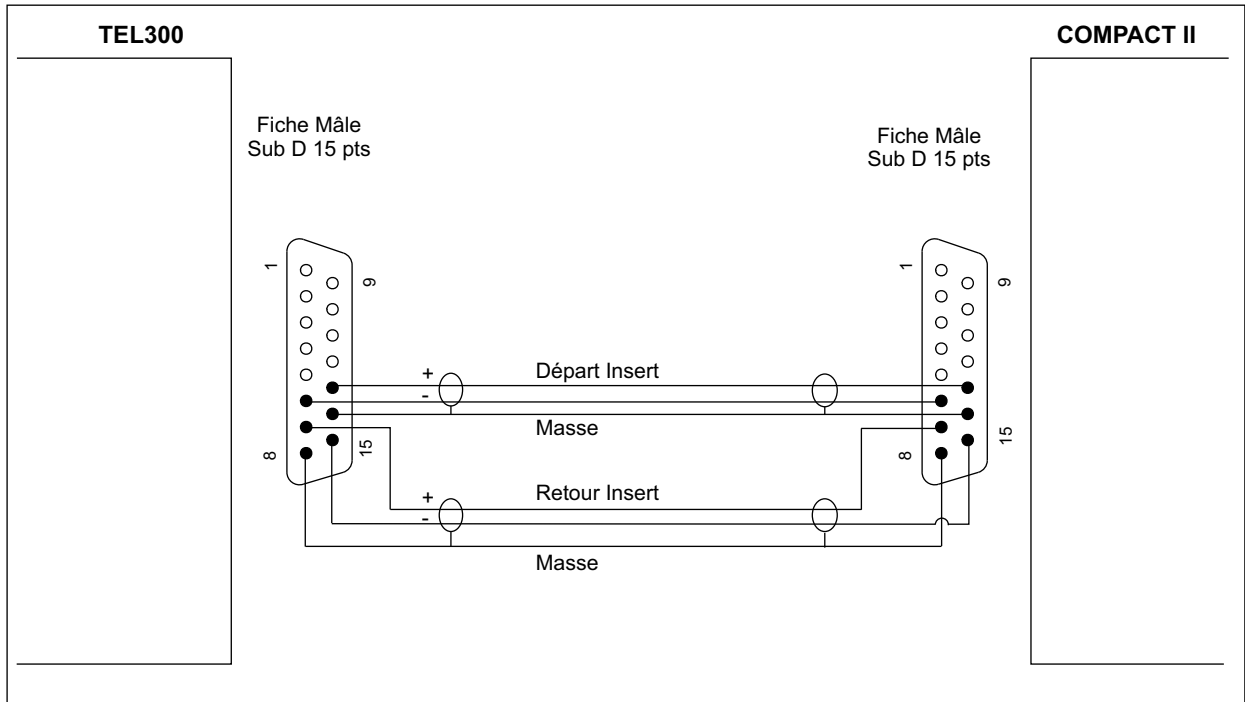 TEL300
COMPACT II
Fiche Mâle
Sub D 15 pts
Fiche Mâle
Sub D 15 pts
1
9
8
15
1
9
8
15
+
Départ Insert
-
Masse
+
Retour Insert
-
Masse